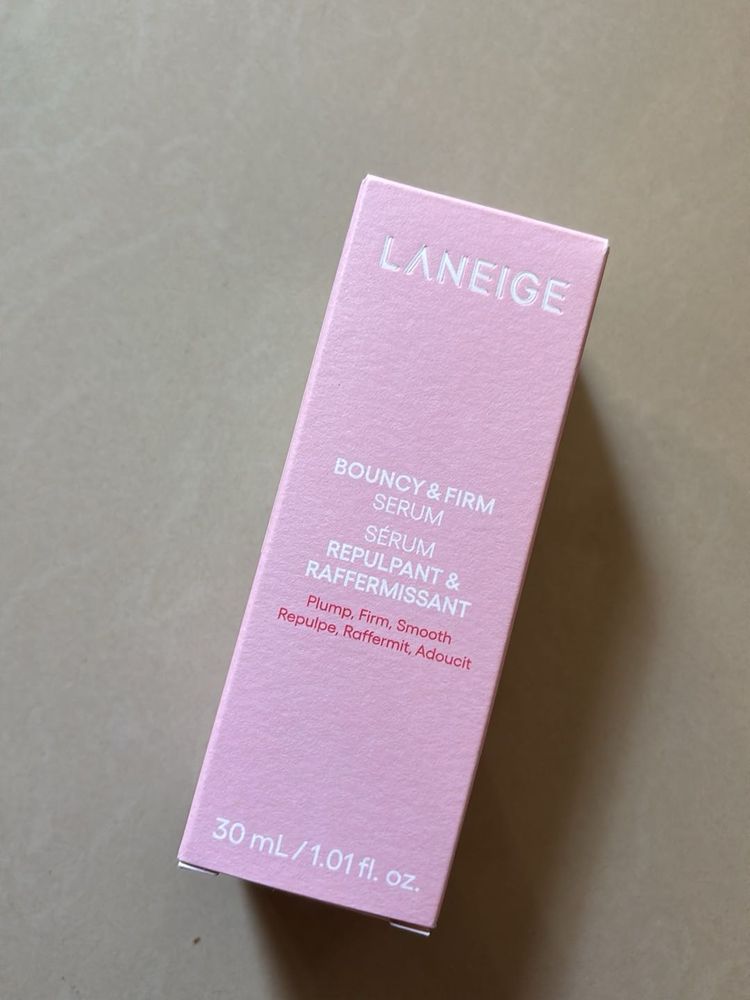 LANEIGE
BOUNCY & FIRM
SERUM
SÉRUM
REPULPANT &
RAFFERMISSANT
Plump, Firm, Smooth
Repulpe, Raffermit, Adoucit
30 mL / 1.01 fl. oz.